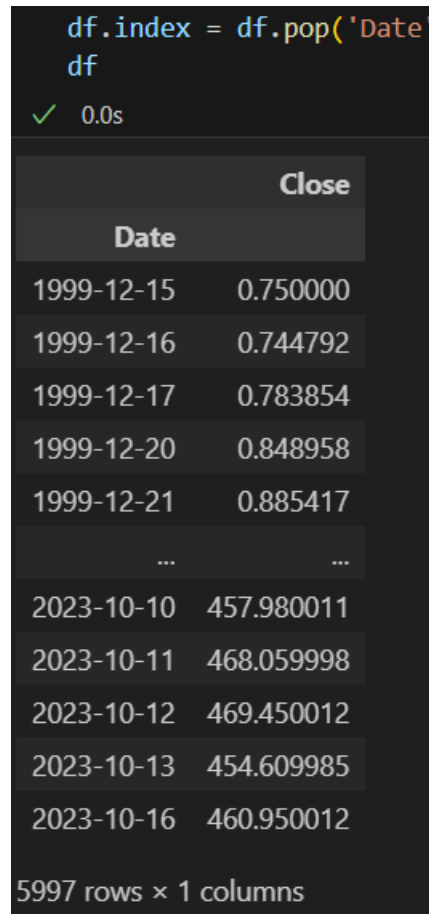 df.index = df.pop('Date'
df
✓ 0.0s
Close
Date
1999-12-15 0.750000
1999-12-16 0.744792
1999-12-17 0.783854
1999-12-20 0.848958
1999-12-21 0.885417
... ...
2023-10-10 457.980011
2023-10-11 468.059998
2023-10-12 469.450012
2023-10-13 454.609985
2023-10-16 460.950012
5997 rows × 1 columns